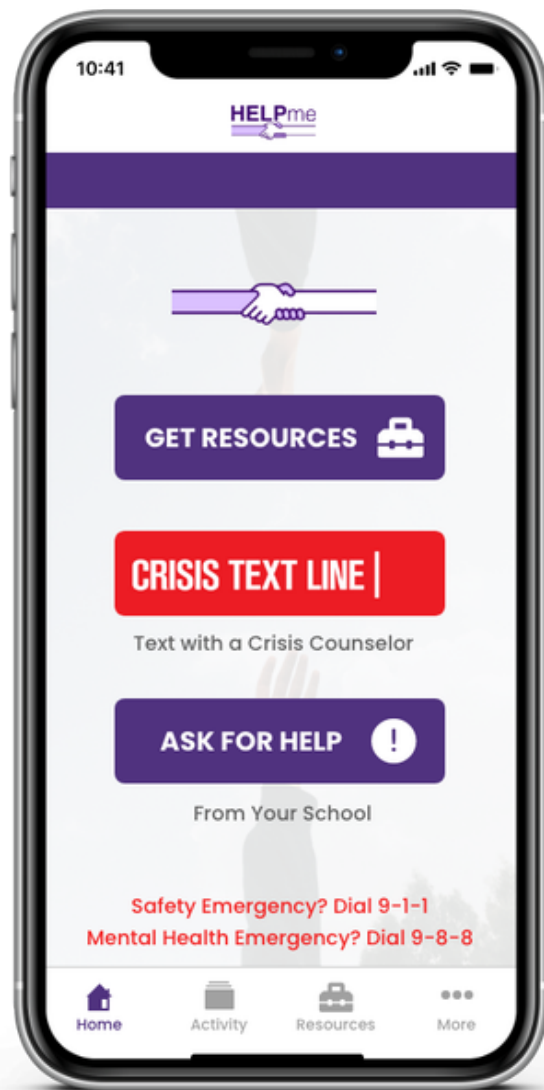 10:41
HELPme
GET RESOURCES
CRISIS TEXT LINE |
Text with a Crisis Counselor
ASK FOR HELP !
From Your School
Safety Emergency? Dial 9-1-1
Mental Health Emergency? Dial 9-8-8
Home Activity Resources More